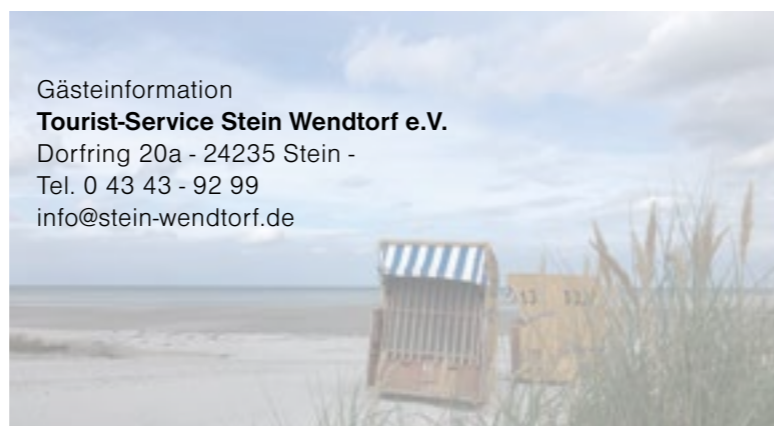 Gästeinformation
Tourist-Service Stein Wendtorf e.V.
Dorfring 20a - 24235 Stein -
Tel. 0 43 43 - 92 99
info@stein-wendtorf.de